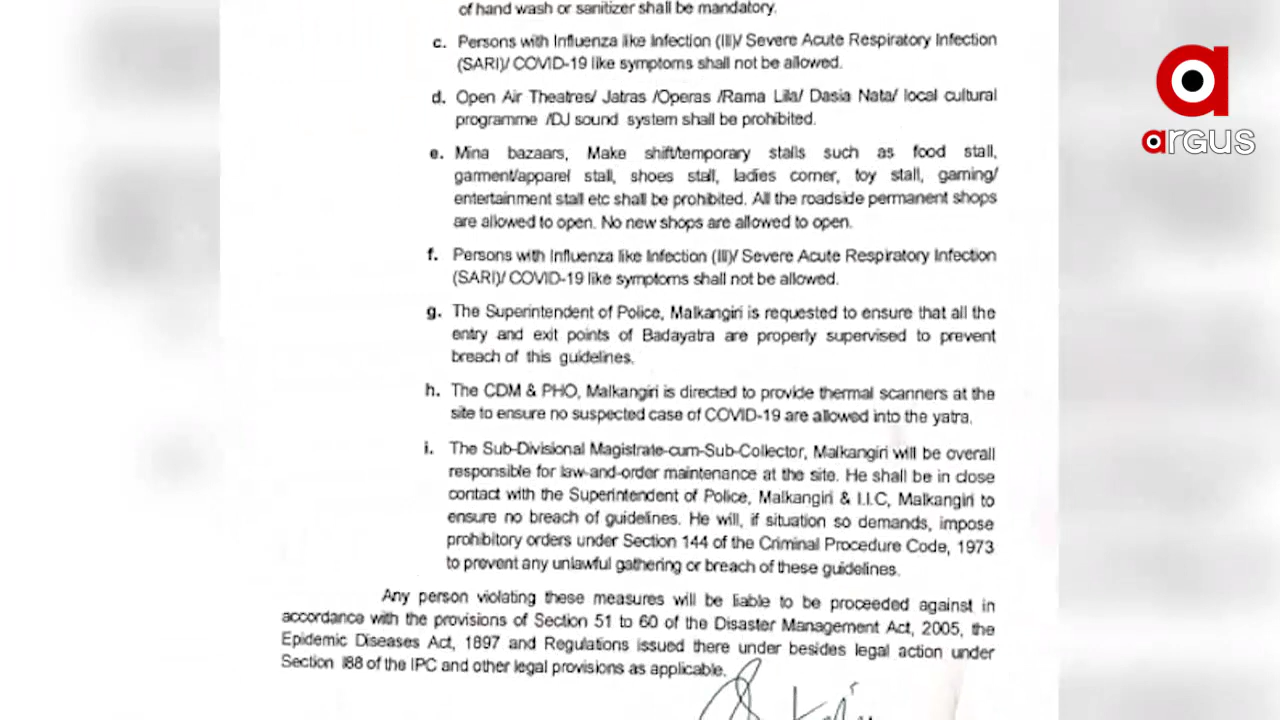 of hand wash or sanitizer shall be mandatory.
c. Persons with Influenza like Infection (III)/ Severe Acute Respiratory Infection
(SARI)/ COVID-19 like symptoms shall not be allowed.
d. Open Air Theatres/ Jatras /Operas /Rama Lila/ Dasia Nata/ local cultural
programme /DJ sound system shall be prohibited.
e. Mina bazaars, Make shift/temporary stalls such as food stall,
garment/apparel stall, shoes stall, ladies corner, toy stall, gaming/
entertainment stall etc shall be prohibited. All the roadside permanent shops
are allowed to open. No new shops are allowed to open.
f. Persons with Influenza like Infection (III)/ Severe Acute Respiratory Infection
(SARI)/ COVID-19 like symptoms shall not be allowed.
g. The Superintendent of Police, Malkangiri is requested to ensure that all the
entry and exit points of Badayatra are properly supervised to prevent
breach of this guidelines.
h. The CDM & PHO, Malkangiri is directed to provide thermal scanners at the
site to ensure no suspected case of COVID-19 are allowed into the yatra.
i. The Sub-Divisional Magistrate-cum-Sub-Collector, Malkangiri will be overall
responsible for law-and-order maintenance at the site. He shall be in close
contact with the Superintendent of Police, Malkangiri & I.I.C, Malkangiri to
ensure no breach of guidelines. He will, if situation so demands, impose
prohibitory orders under Section 144 of the Criminal Procedure Code, 1973
to prevent any unlawful gathering or breach of these guidelines.
Any person violating these measures will be liable to be proceeded against in
accordance with the provisions of Section 51 to 60 of the Disaster Management Act, 2005, the
Epidemic Diseases Act, 1897 and Regulations issued there under besides legal action under
Section 188 of the IPC and other legal provisions as applicable.
a
argus